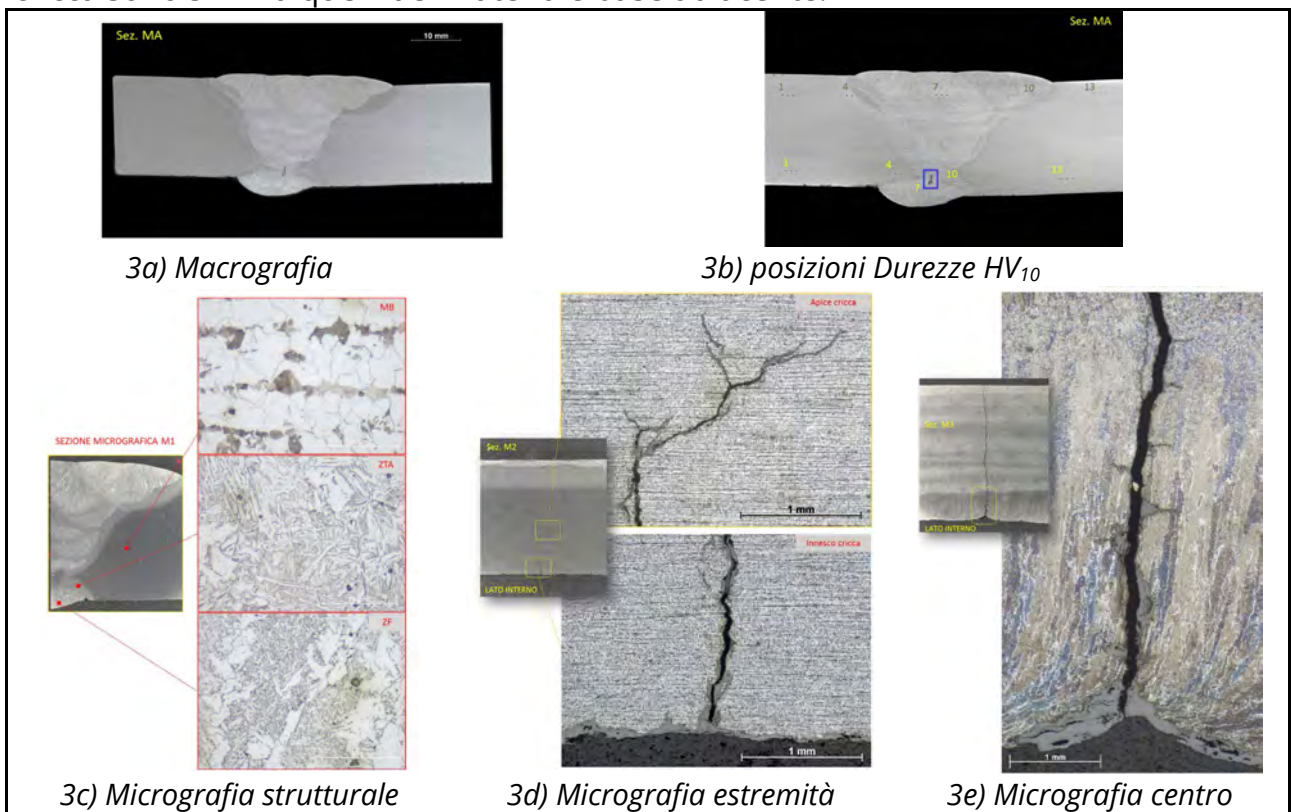 Sez. MA
10 mm
Sez. MA
1 4 7 10 13
4 10
7
3a) Macrografia
3b) posizioni Durezze HV10
MB
Apice cricca
SEZIONE MICROGRAFICA M1
ZTA
Sez. M2
1 mm
Sez. M3
Innesco cricca
LATO INTERNO
LATO INTERNO
ZF
1 mm
1 mm
3c) Micrografia strutturale
3d) Micrografia estremità
3e) Micrografia centro